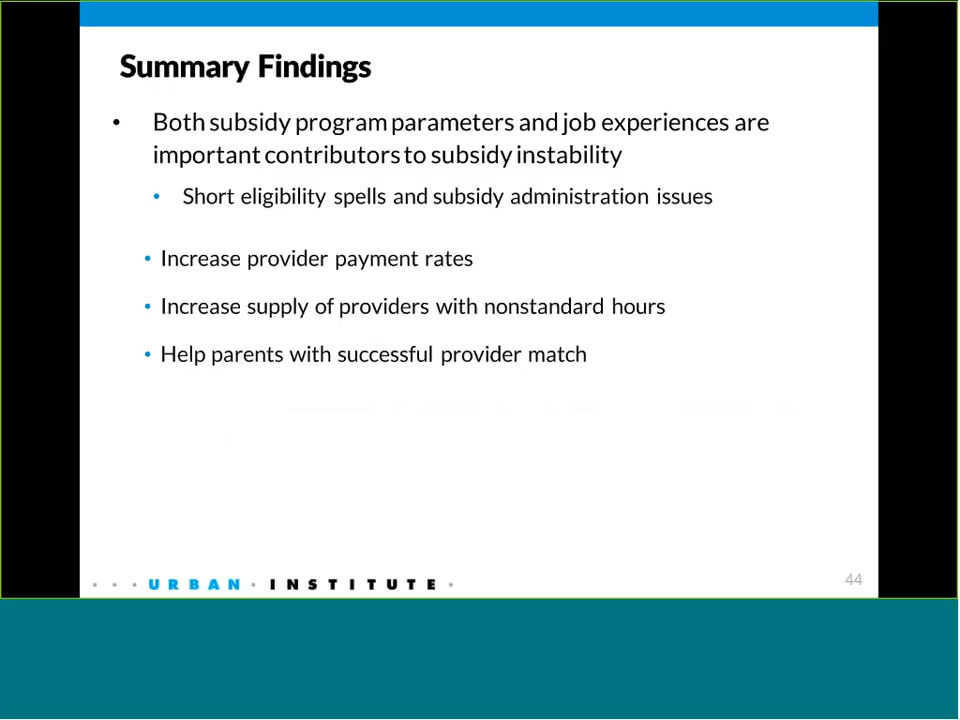 Summary Findings
• Both subsidy program parameters and job experiences are
important contributors to subsidy instability
• Short eligibility spells and subsidy administration issues
• Increase provider payment rates
• Increase supply of providers with nonstandard hours
• Help parents with successful provider match
URBAN INSTITUTE
44